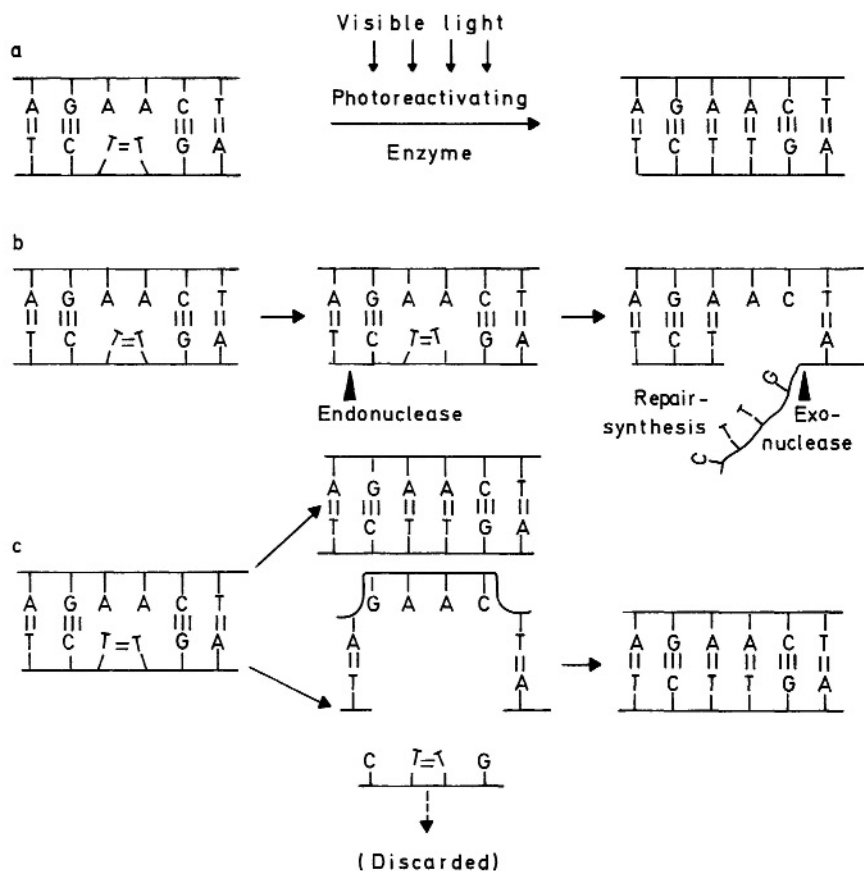 a
A G A A C T
T C T=T G A
Visible light
Photoreactivating
Enzyme
A G A A C T
T C T T G A
b
A G A A C T
T C T=T G A
A G A A C T
T C T=T G A
Endonuclease
A G A A C T
T C T A
C T T G
Repair-
synthesis
Exo-
nuclease
c
A G A A C T
T C T=T G A
A G A A C T
T C T T G A
G A A C
A T
T A
C T=T G
(Discarded)
A G A A C T
T C T T G A